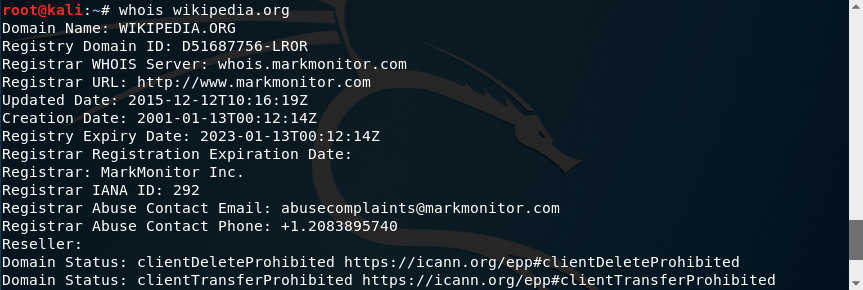 root@kali:~# whois wikipedia.org
Domain Name: WIKIPEDIA.ORG
Registry Domain ID: D51687756-LROR
Registrar WHOIS Server: whois.markmonitor.com
Registrar URL: http://www.markmonitor.com
Updated Date: 2015-12-12T10:16:19Z
Creation Date: 2001-01-13T00:12:14Z
Registry Expiry Date: 2023-01-13T00:12:14Z
Registrar Registration Expiration Date:
Registrar: MarkMonitor Inc.
Registrar IANA ID: 292
Registrar Abuse Contact Email: abusecomplaints@markmonitor.com
Registrar Abuse Contact Phone: +1.2083895740
Reseller:
Domain Status: clientDeleteProhibited https://icann.org/epp#clientDeleteProhibited
Domain Status: clientTransferProhibited https://icann.org/epp#clientTransferProhibited